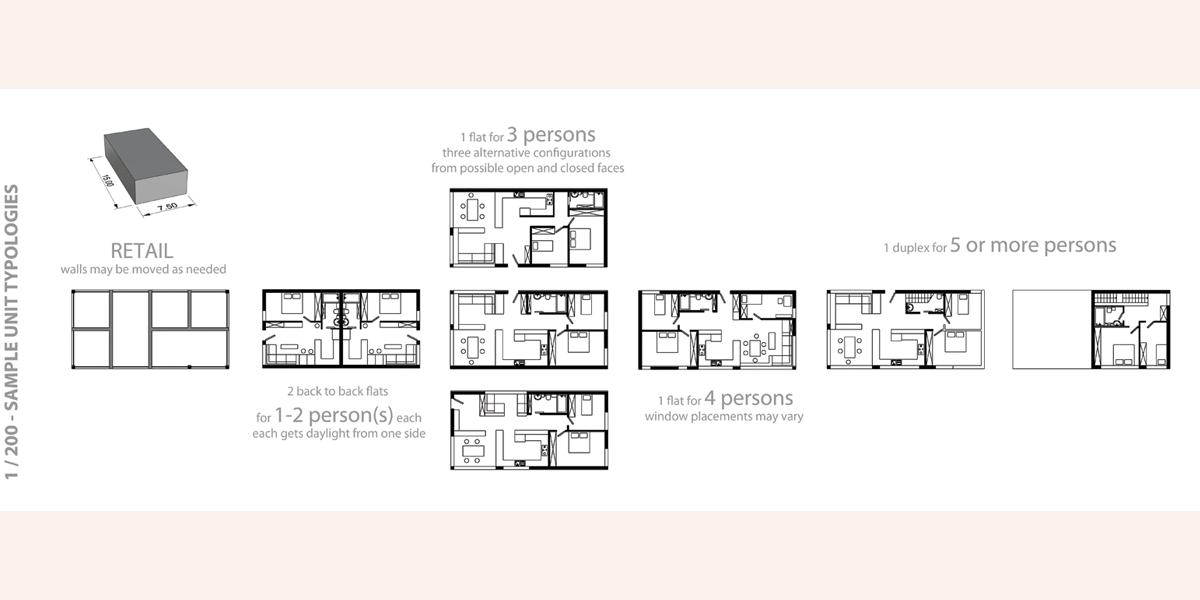 1 / 200 - SAMPLE UNIT TYPOLOGIES
15.00
7.50
RETAIL
walls may be moved as needed
2 back to back flats
for 1-2 person(s) each
each gets daylight from one side
1 flat for 3 persons
three alternative configurations
from possible open and closed faces
1 flat for 4 persons
window placements may vary
1 duplex for 5 or more persons